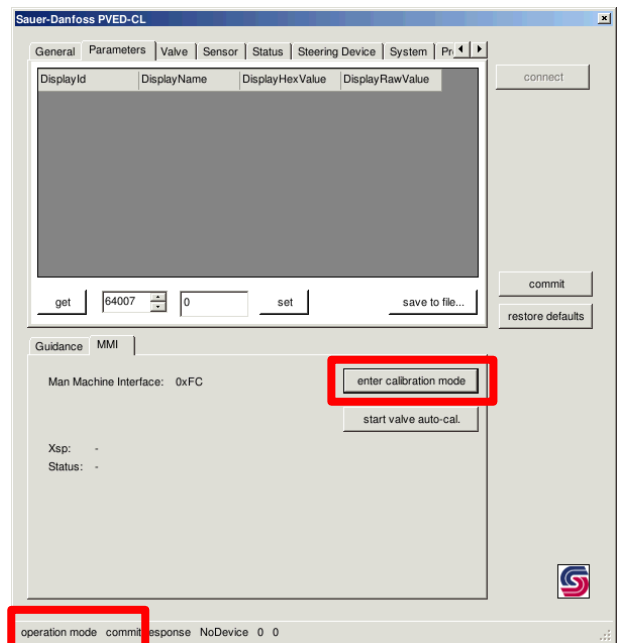 Sauer-Danfoss PVED-CL
General Parameters Valve Sensor Status Steering Device System Pr
DisplayId DisplayName DisplayHexValue DisplayRawValue
connect
get 64007 0 set save to file...
commit
restore defaults
Guidance MMI
Man Machine Interface: 0xFC
enter calibration mode
start valve auto-cal.
Xsp: -
Status: -
operation mode commitresponse NoDevice 0 0